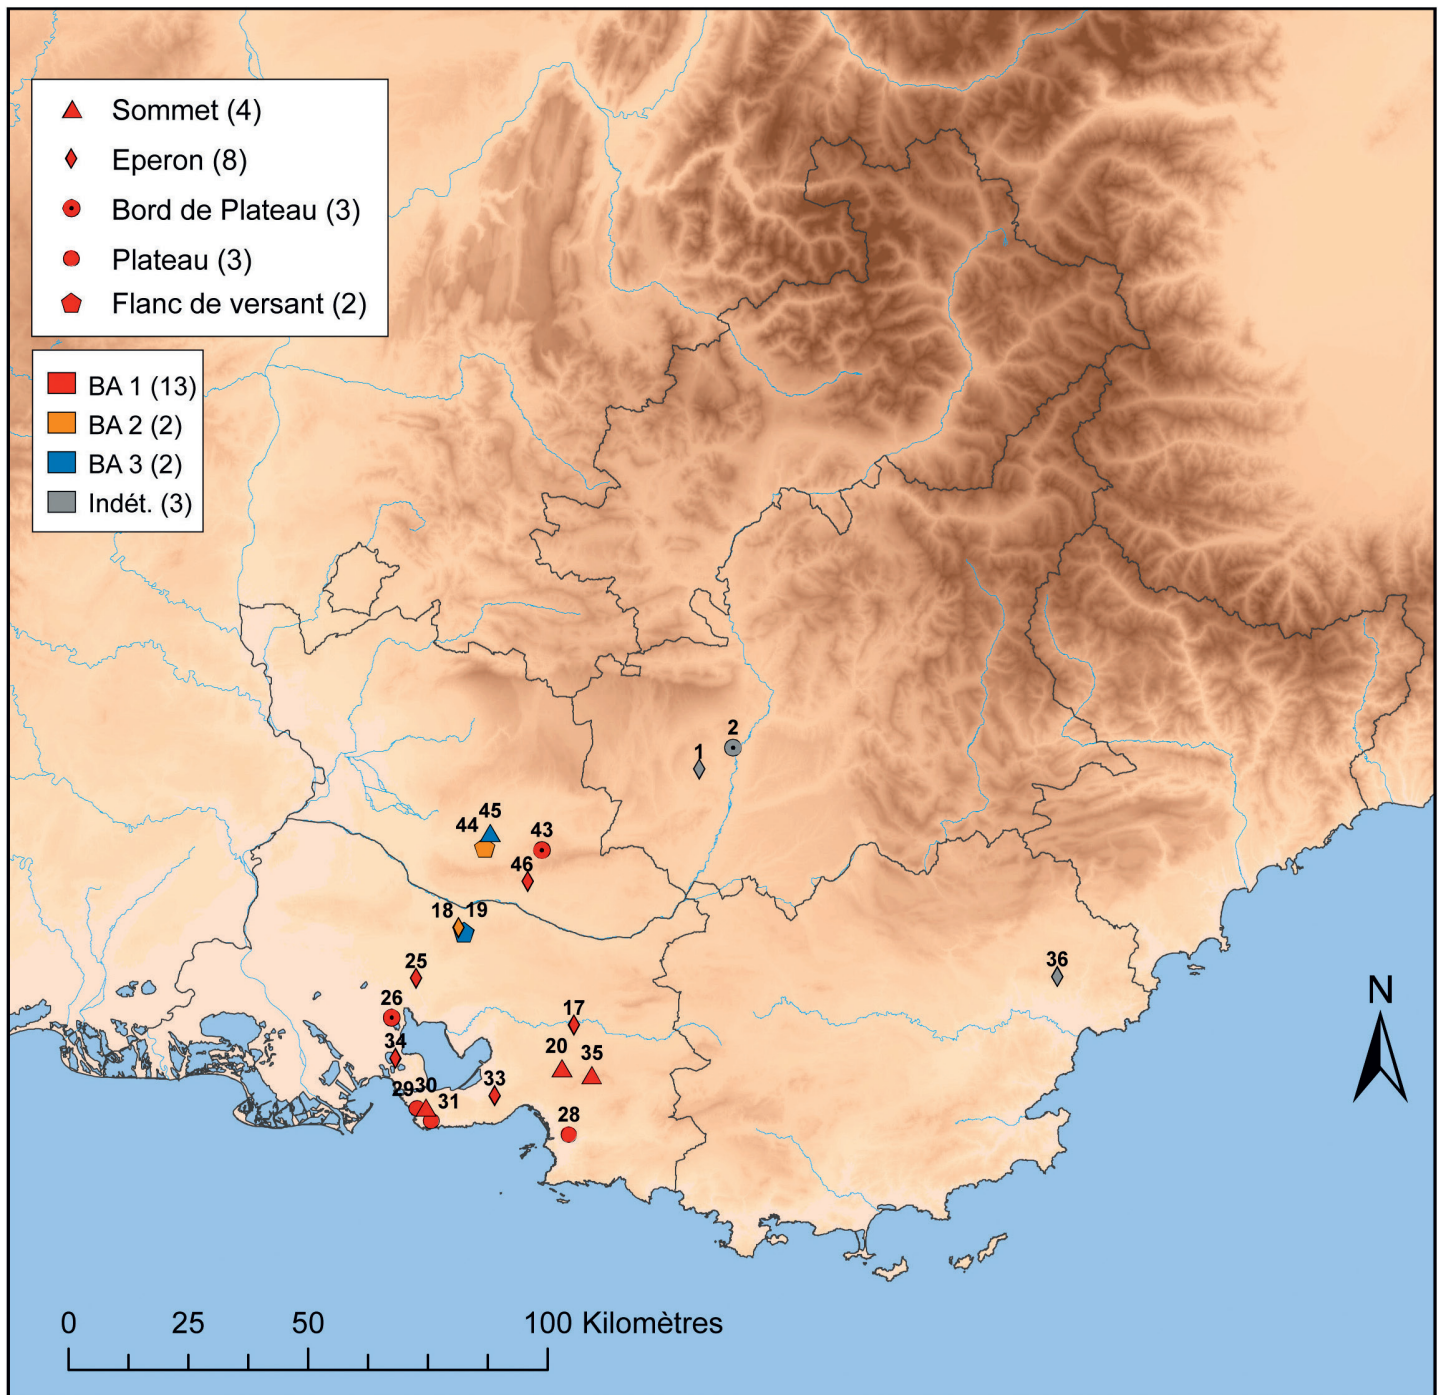 Sommet (4)
Eperon (8)
Bord de Plateau (3)
Plateau (3)
Flanc de versant (2)
BA 1 (13)
BA 2 (2)
BA 3 (2)
Indét. (3)
2
1
45
44
43
46
18 19
25
36
26
17
34
20
35
33
29 30
31
28
N
0 25 50 100 Kilomètres